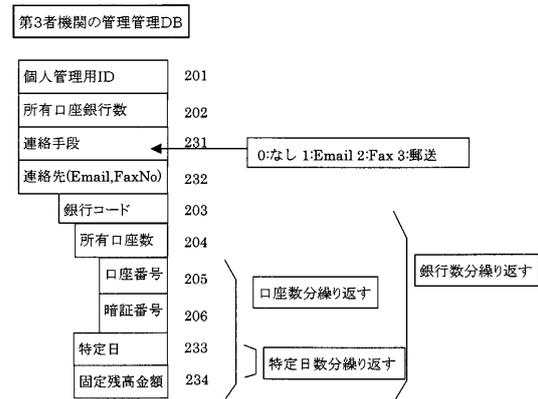 第3者機関の管理管理DB
個人管理用ID 201
所有口座銀行数 202
連絡手段 231
0:なし 1:Email 2:Fax 3:郵送
連絡先(Email,FaxNo) 232
銀行コード 203
所有口座数 204
銀行数分繰り返す
口座番号 205
口座数分繰り返す
暗証番号 206
特定日 233
特定日数分繰り返す
固定残高金額 234